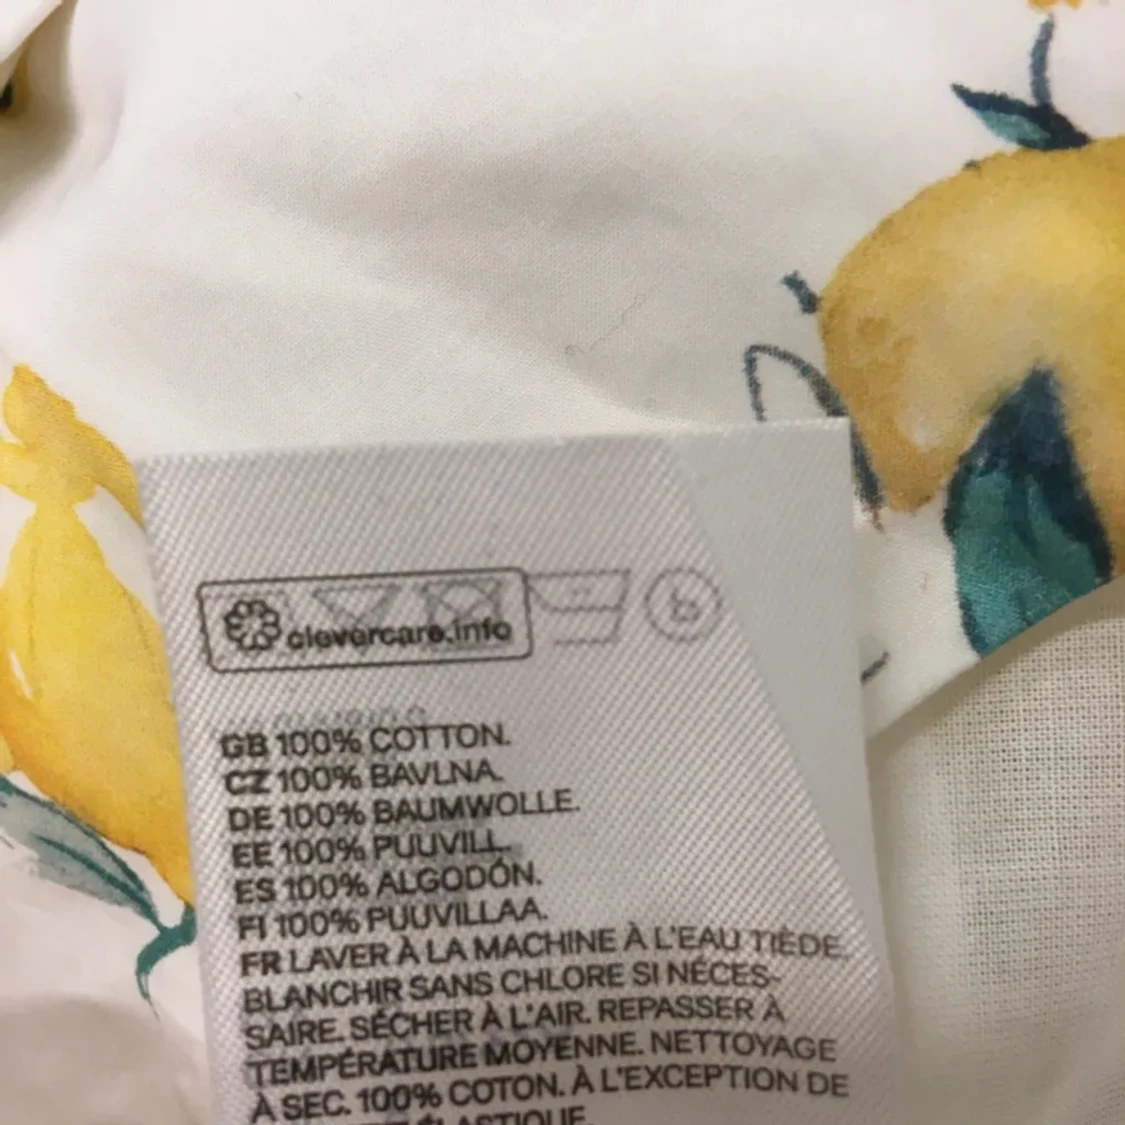 clevercare.info
GB 100% COTTON.
CZ 100% BAVLNA.
DE 100% BAUMWOLLE.
EE 100% PUUVILL.
ES 100% ALGODÓN.
FI 100% PUUVILLAA.
FR LAVER À LA MACHINE À L'EAU TIÈDE.
BLANCHIR SANS CHLORE SI NÉCES-
SAIRE. SÉCHER À L'AIR. REPASSER À
TEMPÉRATURE MOYENNE. NETTOYAGE
À SEC. 100% COTON. À L'EXCEPTION DE
ÉLASTIQUE.